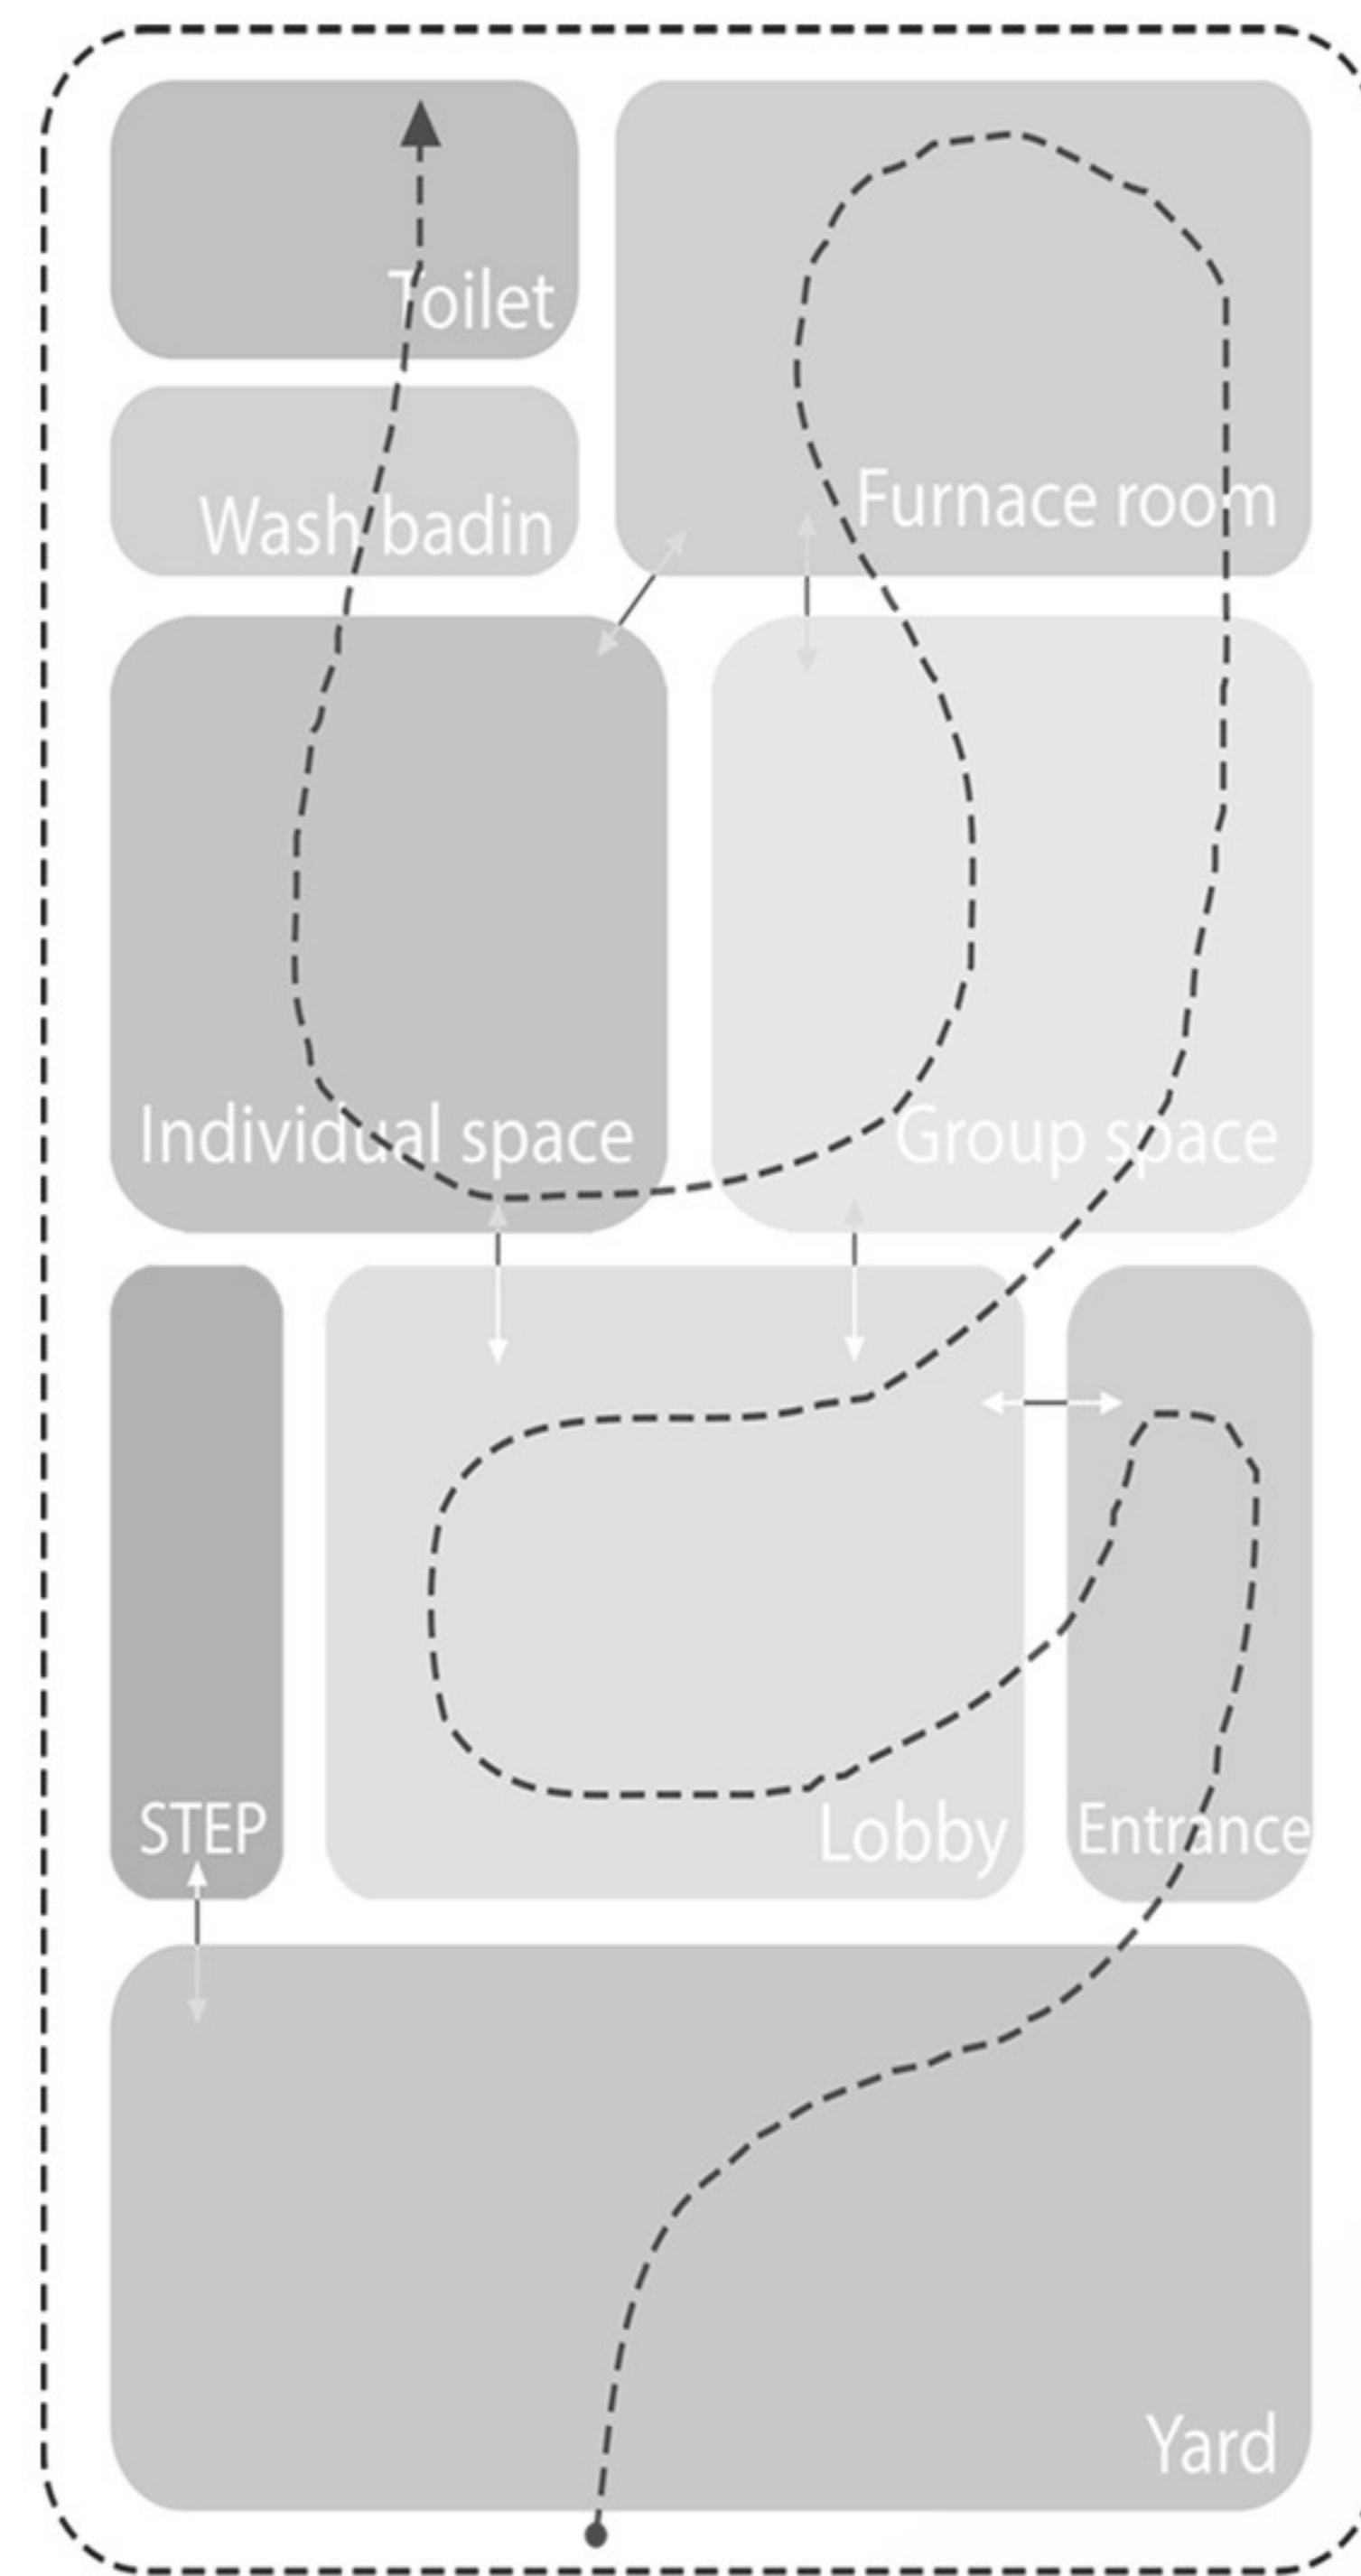 Toilet
Wash badin
Furnace room
Individual space
Group space
STEP
Lobby
Entrance
Yard